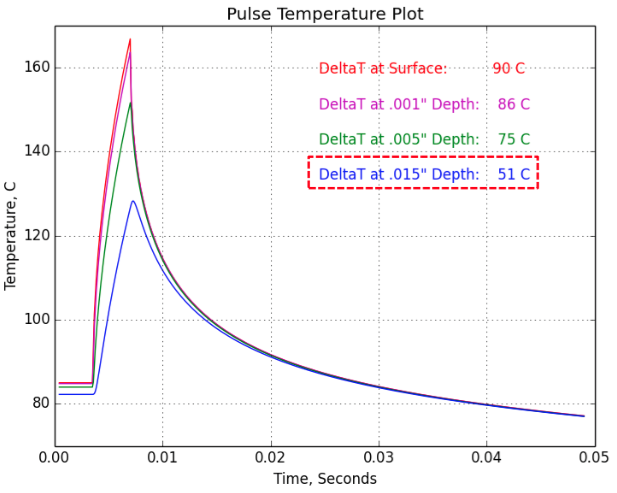 Pulse Temperature Plot
DeltaT at Surface: 90 C
DeltaT at .001" Depth: 86 C
DeltaT at .005" Depth: 75 C
DeltaT at .015" Depth: 51 C
160
140
120
100
80
Temperature, C
0.00 0.01 0.02 0.03 0.04 0.05
Time, Seconds